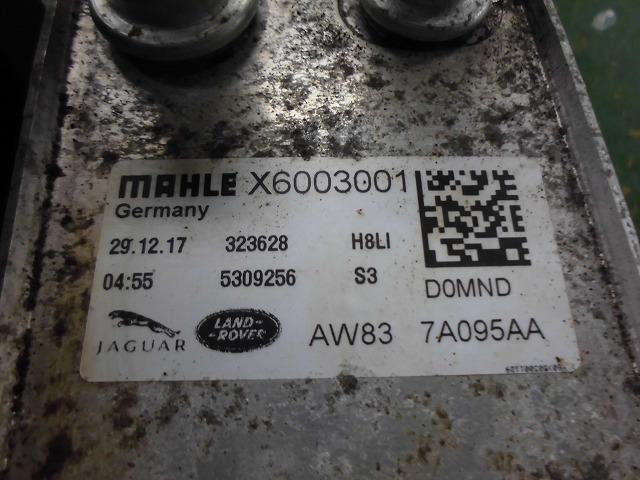 MAHLE X6003001
Germany
29.12.17 323628 H8LI
04:55 5309256 S3
D0MND
JAGUAR LAND-ROVER AW83 7A095AA